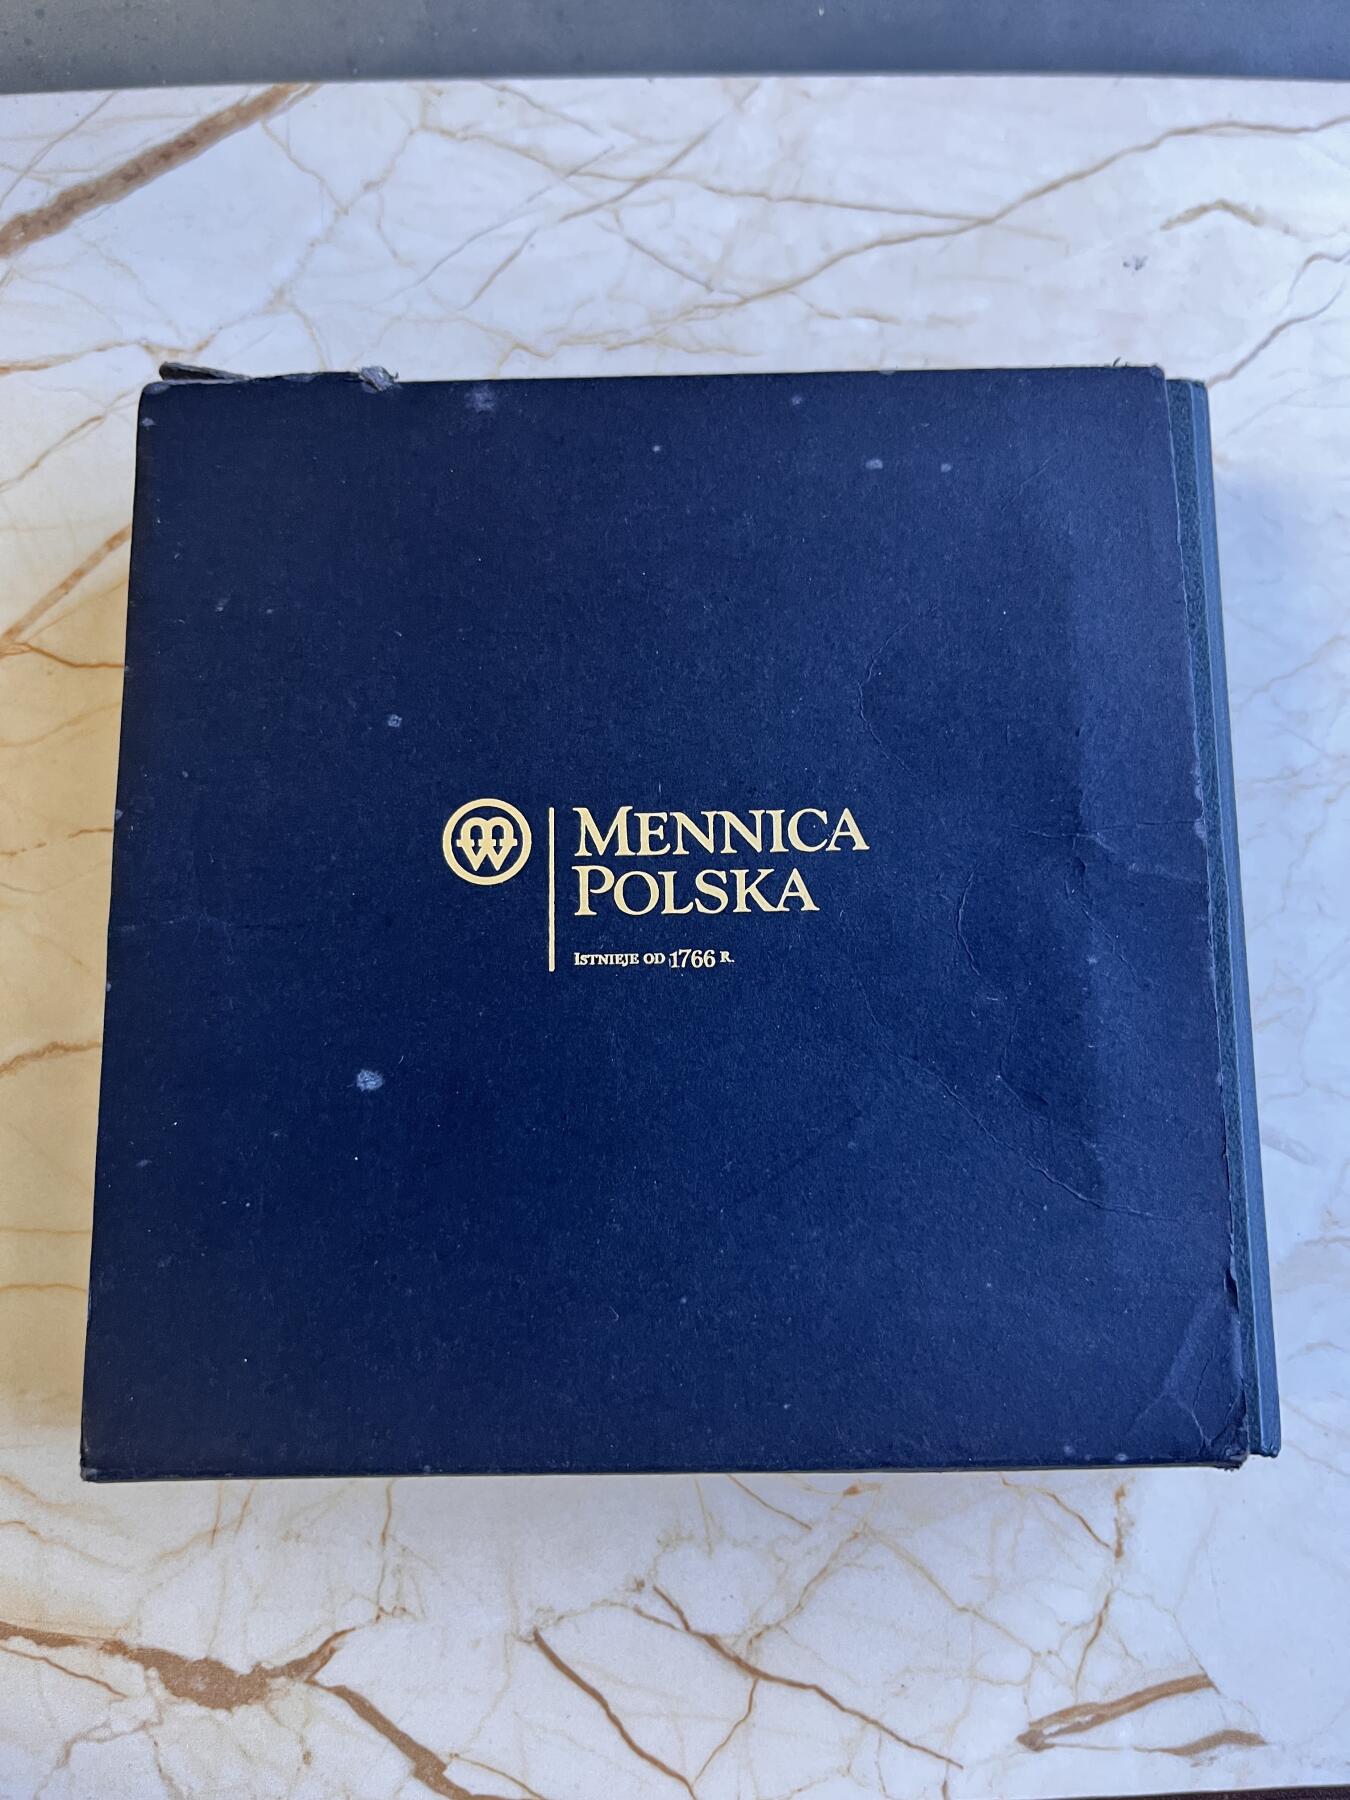 MENNICA
POLSKA
ISTNIEJE OD 1766 R.